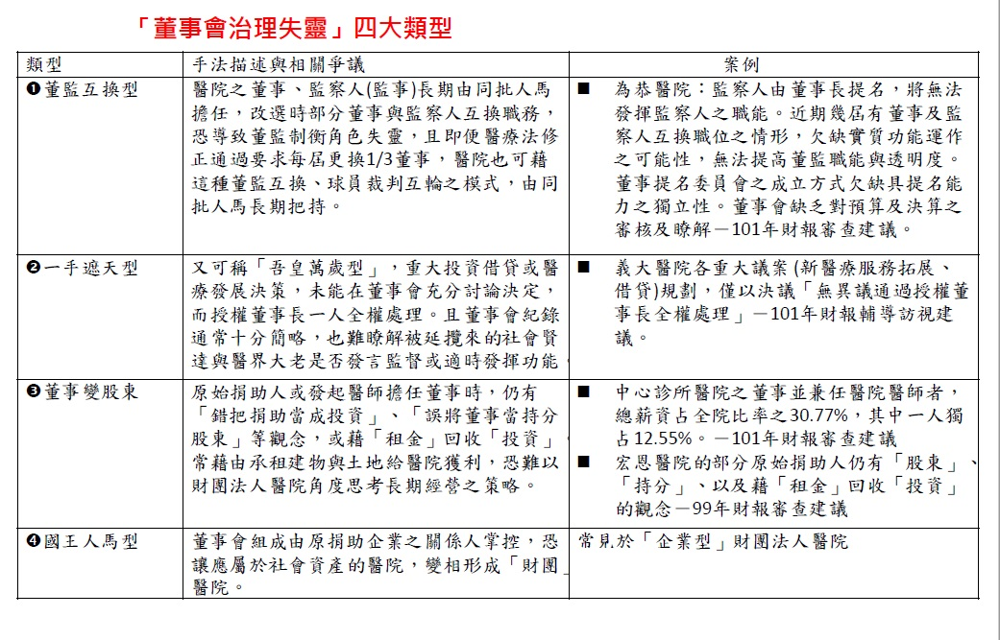 「董事會治理失靈」四大類型
類型
手法描述與相關爭議
案例
❶董監互換型
醫院之董事、監察人(監事)長期由同批人馬
擔任，改選時部分董事與監察人互換職務，
恐導致董監制衡角色失靈，且即便醫療法修
正通過要求每屆更換1/3董事，醫院也可藉
這種董監互換、球員裁判互輪之模式，由同
批人馬長期把持。
■ 為恭醫院：監察人由董事長提名，將無法
發揮監察人之職能。近期幾屆有董事及監
察人互換職位之情形，欠缺實質功能運作
之可能性，無法提高董監職能與透明度。
董事提名委員會之成立方式欠缺具提名能
力之獨立性。董事會缺乏對預算及決算之
審核及瞭解－101年財報審查建議。
❷一手遮天型
又可稱「吾皇萬歲型」，重大投資借貸或醫
療發展決策，未能在董事會充分討論決定，
而授權董事長一人全權處理。且董事會紀錄
通常十分簡略，也難瞭解被延攬來的社會賢
達與醫界大老是否發言監督或適時發揮功能。
■ 義大醫院各重大議案(新醫療服務拓展、
借貸)規劃，僅以決議「無異議通過授權董
事長全權處理」－101年財報輔導訪視建
議。
❸董事變股東
原始捐助人或發起醫師擔任董事時，仍有
「錯把捐助當成投資」、「誤將董事當持分
股東」等觀念，或藉「租金」回收「投資」。
常藉由承租建物與土地給醫院獲利，恐難以
財團法人醫院角度思考長期經營之策略。
■ 中心診所醫院之董事並兼任醫院醫師者，
總薪資占全院比率之30.77%，其中一人獨
占12.55%。－101年財報審查建議
■ 宏恩醫院的部分原始捐助人仍有「股東」、
「持分」、以及藉「租金」回收「投資」
的觀念－99年財報審查建議
❹國王人馬型
董事會組成由原捐助企業之關係人掌控，恐
讓應屬於社會資產的醫院，變相形成「財團」
醫院。
常見於「企業型」財團法人醫院